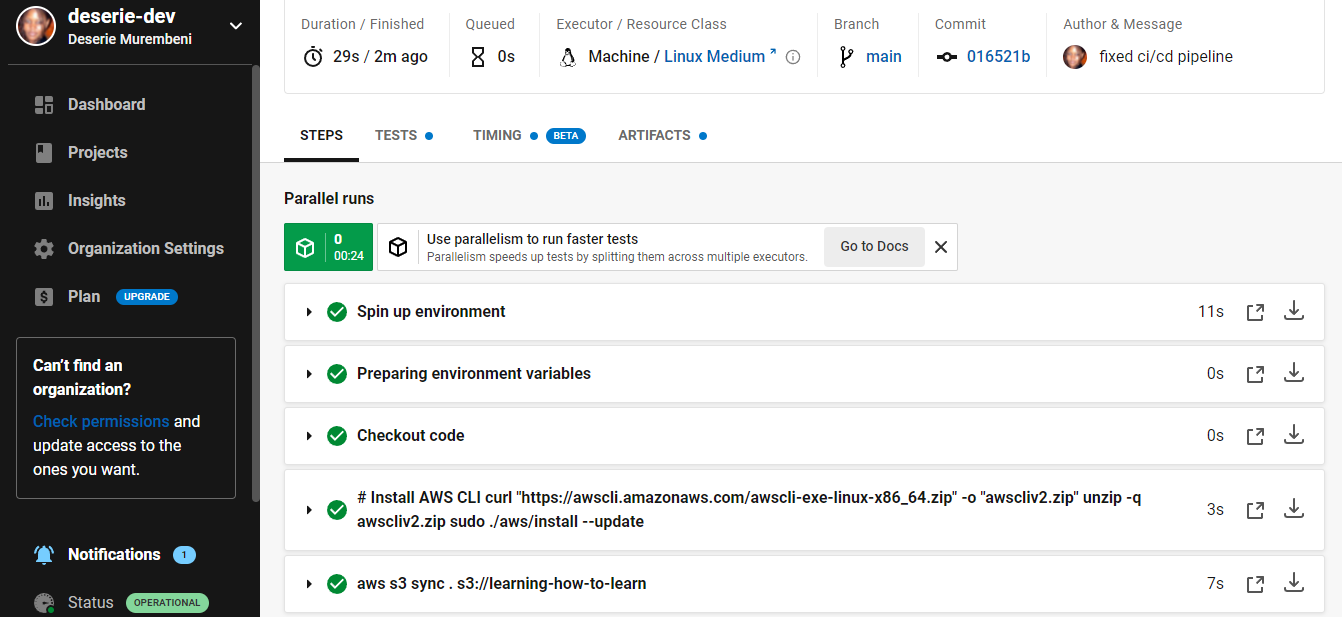 deserie-dev
Deserie Murembeni
Dashboard
Projects
Insights
Organization Settings
Plan UPGRADE
Can't find an
organization?
Check permissions and
update access to the
ones you want.
Notifications 1
Status OPERATIONAL
Duration / Finished
29s / 2m ago
Queued
0s
Executor / Resource Class
Machine / Linux Medium
Branch
main
Commit
016521b
Author & Message
fixed ci/cd pipeline
STEPS
TESTS
TIMING BETA
ARTIFACTS
Parallel runs
0
00:24
Use parallelism to run faster tests
Parallelism speeds up tests by splitting them across multiple executors.
Go to Docs
Spin up environment 11s
Preparing environment variables 0s
Checkout code 0s
# Install AWS CLI curl "https://awscli.amazonaws.com/awscli-exe-linux-x86_64.zip" -o "awscliv2.zip" unzip -q
awscliv2.zip sudo ./aws/install --update 3s
aws s3 sync . s3://learning-how-to-learn 7s